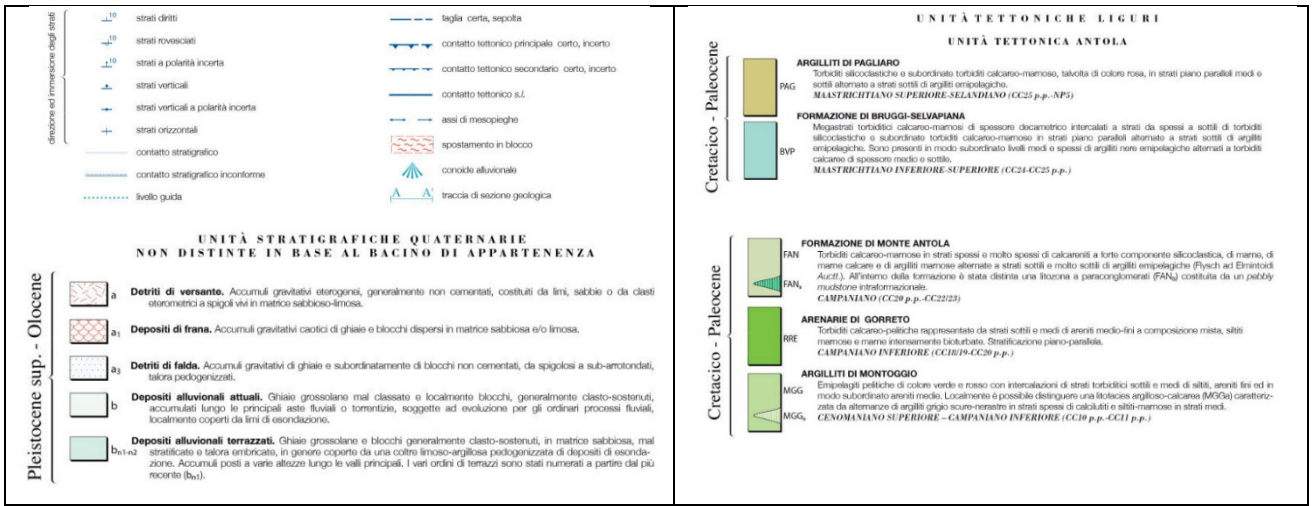 direzione ed immersione degli strati
10 strati diritti
10 strati rovesciati
10 strati a polarità incerta
strati verticali
strati verticali a polarità incerta
strati orizzontali
contatto stratigrafico
contatto stratigrafico inconforme
livello guida
faglia certa, sepolta
contatto tettonico principale certo, incerto
contatto tettonico secondario certo, incerto
contatto tettonico s.l.
assi di mesopieghe
spostamento in blocco
conoide alluvionale
A A' traccia di sezione geologica
UNITÀ STRATIGRAFICHE QUATERNARIE
NON DISTINTE IN BASE AL BACINO DI APPARTENENZA
Pleistocene sup. - Olocene
a Detriti di versante. Accumuli gravitativi eterogenei, generalmente non cementati, costituiti da limi, sabbie o da clasti
eterometrici a spigoli vivi in matrice sabbioso-limosa.
a1 Depositi di frana. Accumuli gravitativi caotici di ghiaie e blocchi dispersi in matrice sabbiosa e/o limosa.
a3 Detriti di falda. Accumuli gravitativi di ghiaie e subordinatamente di blocchi non cementati, da spigolosi a sub-arrotondati,
talora pedogenizzati.
b Depositi alluvionali attuali. Ghiaie grossolane mal classate e localmente blocchi, generalmente clasto-sostenuti,
accumulati lungo le principali aste fluviali o torrentizie, soggette ad evoluzione per gli ordinari processi fluviali,
localmente coperti da limi di esondazione.
bn1-n2 Depositi alluvionali terrazzati. Ghiaie grossolane e blocchi generalmente clasto-sostenuti, in matrice sabbiosa, mal
stratificate e talora embricate, in genere coperte da una coltre limoso-argillosa pedogenizzata di depositi di esonda-
zione. Accumuli posti a varie altezze lungo le valli principali. I vari ordini di terrazzi sono stati numerati a partire dal più
recente (bn1).
UNITÀ TETTONICHE LIGURI
UNITÀ TETTONICA ANTOLA
Cretacico - Paleocene
ARGILLITI DI PAGLIARO
PAG Torbiditi silicoclastiche e subordinate torbiditi calcareo-marnose, talvolta di colore rosa, in strati piano paralleli medi e
sottili alternato a strati sottili di argilliti emipelagiche.
MAASTRICHTIANO SUPERIORE-SELANDIANO (CC25 p.p.-NP5)
FORMAZIONE DI BRUGGI-SELVAPIANA
BVP Megastrati torbiditici calcareo-marnosi di spessore decametrico intercalati a strati da spessi a sottili di torbiditi
silicoclastiche e subordinate torbiditi calcareo-marnose in strati piano paralleli alternate a strati sottili di argilliti
emipelagiche. Sono presenti in modo subordinato livelli medi e spessi di argilliti nere emipelagiche alternati a torbiditi
calcaree di spessore medio e sottile.
MAASTRICHTIANO INFERIORE-SUPERIORE (CC24-CC25 p.p.)
Cretacico - Paleocene
FORMAZIONE DI MONTE ANTOLA
FAN Torbiditi calcareo-marnose in strati spessi e molto spessi di calcareniti a forte componente silicoclastica, di marne, di
marne calcaree e di argilliti marnose alternate a strati sottili e molto sottili di argilliti emipelagiche (Flysch ad Elmintoidi
FANa Auctt.). All'interno della formazione è stata distinta una litozona a paraconglomerati (FANa) costituita da un pebbly
mudstone intraformazionale.
CAMPANIANO (CC20 p.p.-CC22/23)
ARENARIE DI GORRETO
RRE Torbiditi calcareo-pelitiche rappresentate da strati sottili e medi di areniti medio-fini a composizione mista, siltiti
marnose e marne intensamente bioturbate. Stratificazione piano-parallela.
CAMPANIANO INFERIORE (CC18/19-CC20 p.p.)
ARGILLITI DI MONTOGGIO
MGG Emipelagiti pelitiche di colore verde e rosso con intercalazioni di strati torbiditici sottili e medi di siltiti, areniti fini ed in
modo subordinato areniti medie. Localmente è possibile distinguere una litofacies argilloso-calcarea (MGGa) caratteriz-
MGGa zata da alternanze di argilliti grigio scure-nerastre in strati spessi di calcilutiti e siltiti-marnose in strati medi.
CENOMANIANO SUPERIORE – CAMPANIANO INFERIORE (CC10 p.p.-CC11 p.p.)